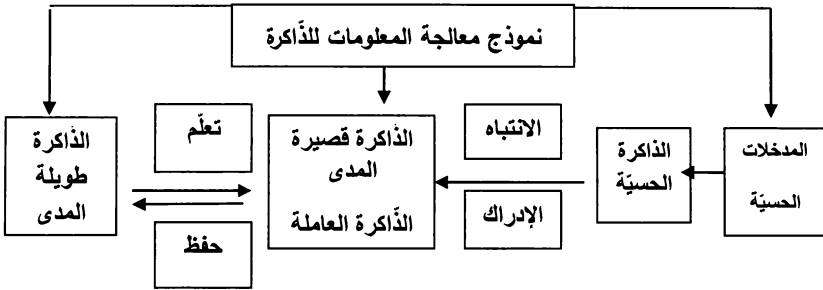 نموذج معالجة المعلومات للذّاكرة
المدخلات
الحسيّة
الذاكرة
الحسيّة
الانتباه
الإدراك
الذاكرة قصيرة
المدى
الذّاكرة العاملة
تعلّم
حفظ
الذاكرة
طويلة
المدى